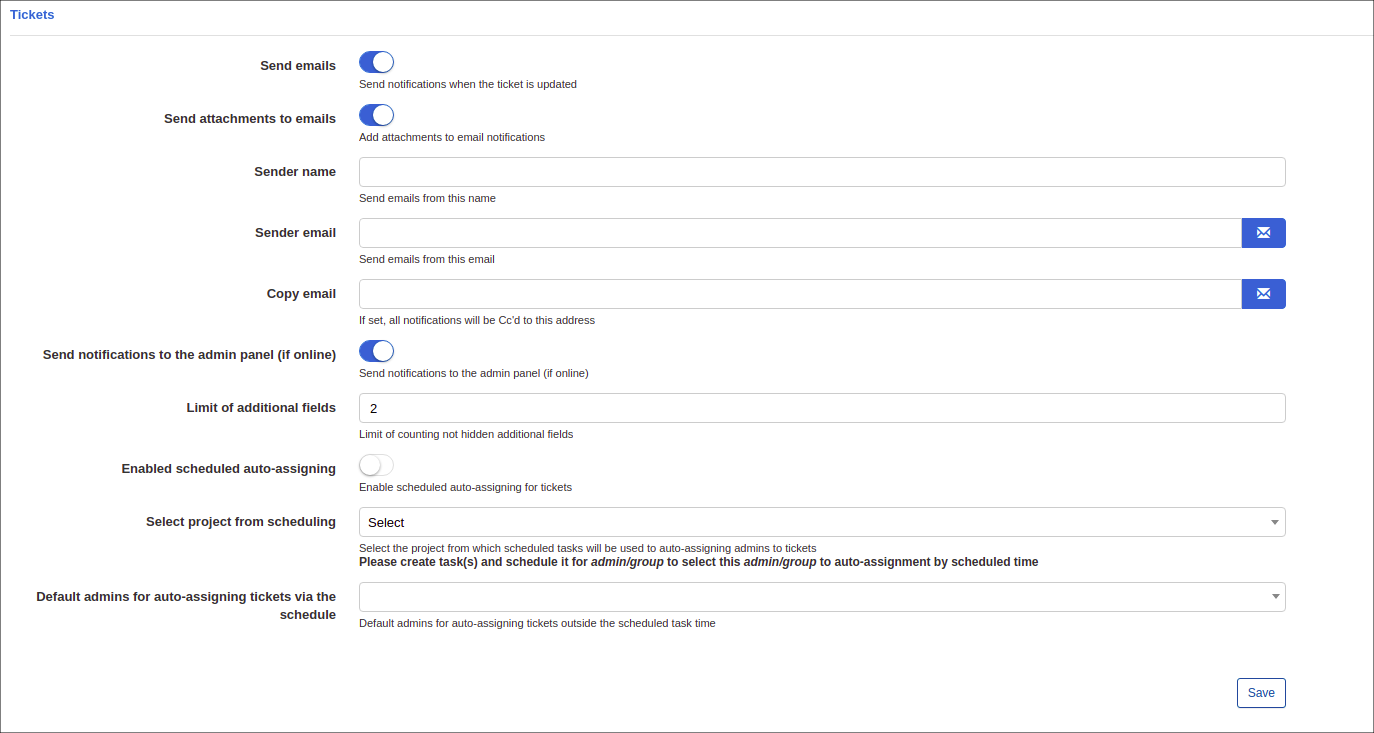 Tickets
Send emails
Send notifications when the ticket is updated
Send attachments to emails
Add attachments to email notifications
Sender name
Send emails from this name
Sender email
Send emails from this email
Copy email
If set, all notifications will be Cc'd to this address
Send notifications to the admin panel (if online)
Send notifications to the admin panel (if online)
Limit of additional fields
2
Limit of counting not hidden additional fields
Enabled scheduled auto-assigning
Enable scheduled auto-assigning for tickets
Select project from scheduling
Select
Select the project from which scheduled tasks will be used to auto-assigning admins to tickets
Please create task(s) and schedule it for admin/group to select this admin/group to auto-assignment by scheduled time
Default admins for auto-assigning tickets via the
schedule
Default admins for auto-assigning tickets outside the scheduled task time
Save